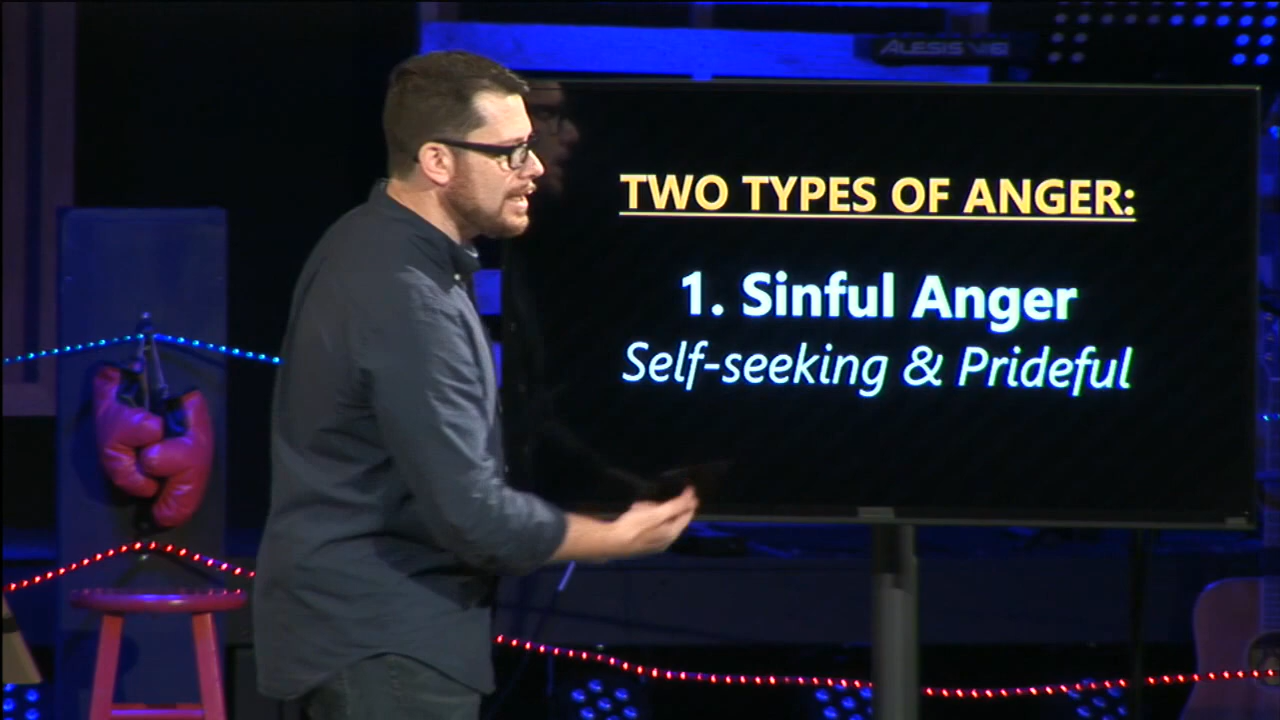 ALESIS
TWO TYPES OF ANGER:
1. Sinful Anger
Self-seeking & Prideful